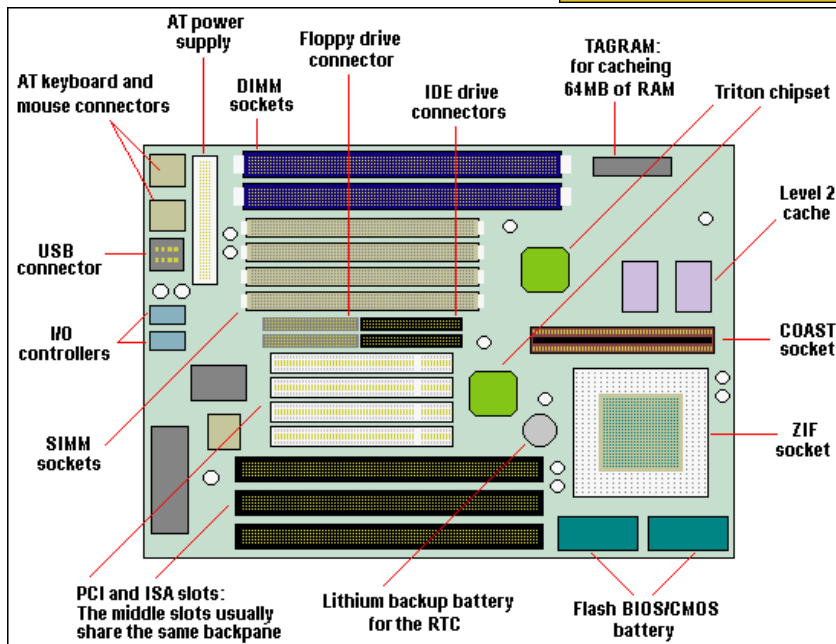 AT power
supply
Floppy drive
connector
TAGRAM:
for cacheing
64MB of RAM
AT keyboard and
mouse connectors
DIMM
sockets
IDE drive
connectors
Triton chipset
Level 2
cache
USB
connector
I/O
controllers
COAST
socket
SIMM
sockets
ZIF
socket
PCI and ISA slots:
The middle slots usually
share the same backpane
Lithium backup battery
for the RTC
Flash BIOS/CMOS
battery